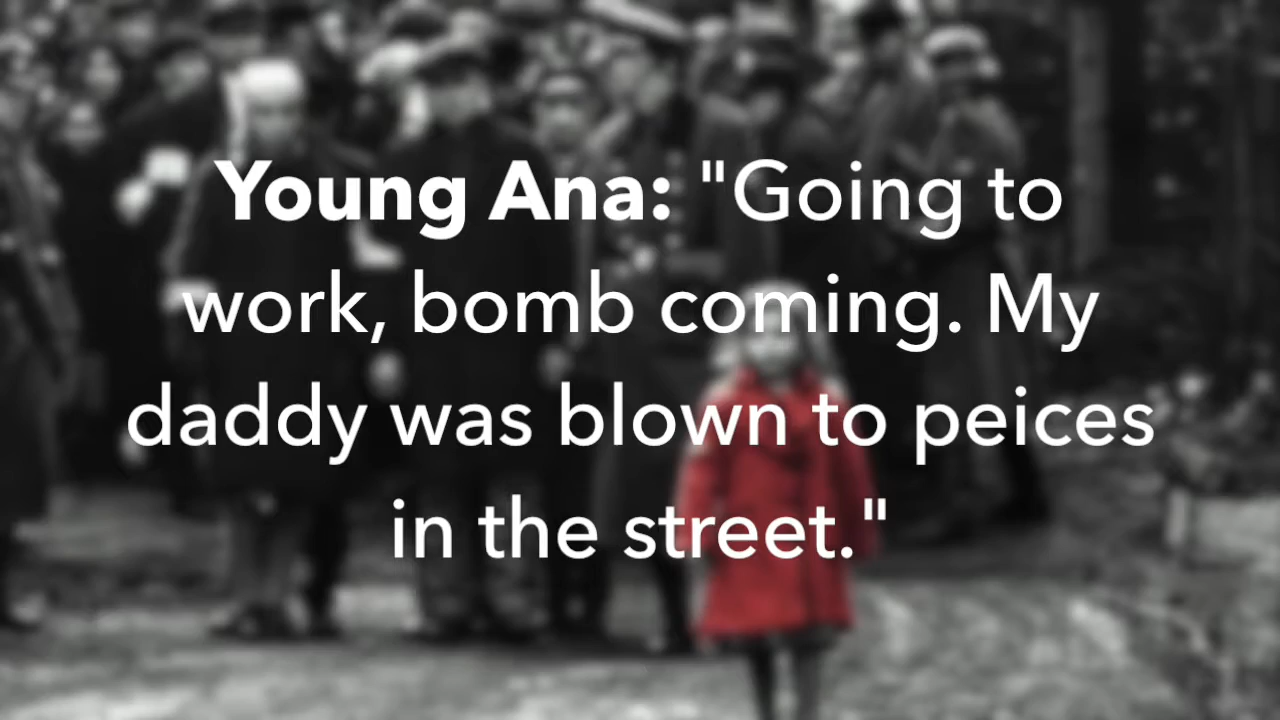 Young Ana: "Going to
work, bomb coming. My
daddy was blown to peices
in the street."